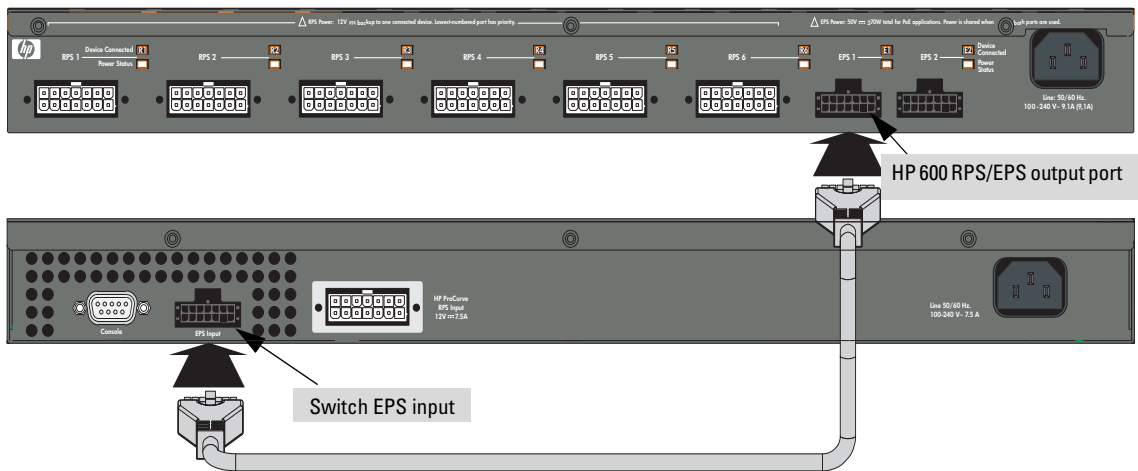 RPS Power: 12V backup to one connected device. Lowest-numbered port has priority.
EPS Power: 50V 370W total for PoE applications. Power is shared when both ports are used.
hp
Device Connected R1 R2 R3 R4 R5 R6 E1 E2 Device Connected
RPS 1 RPS 2 RPS 3 RPS 4 RPS 5 RPS 6 EPS 1 EPS 2
Power Status
Power Status
Line: 50/60 Hz.
100-240 V~ 9.1A (9,1A)
HP 600 RPS/EPS output port
Console
EPS Input
HP ProCurve
RPS Input
12V 7.5A
Line 50/60 Hz.
100-240 V~ 7.5 A
Switch EPS input